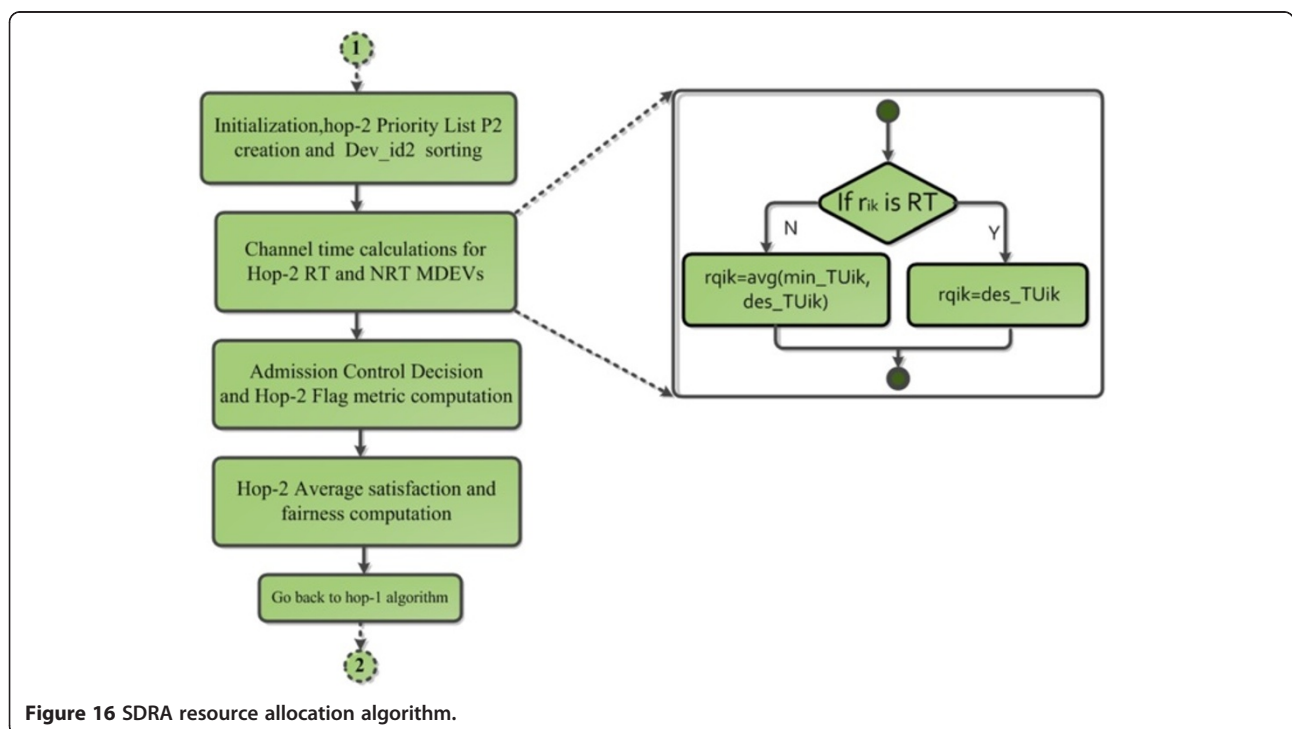 1
Initialization,hop-2 Priority List P2
creation and Dev_id2 sorting
Channel time calculations for
Hop-2 RT and NRT MDEVs
Admission Control Decision
and Hop-2 Flag metric computation
Hop-2 Average satisfaction and
fairness computation
Go back to hop-1 algorithm
2
If rik is RT
N
Y
rqik=avg(min_TUik,
des_TUik)
rqik=des_TUik
Figure 16 SDRA resource allocation algorithm.